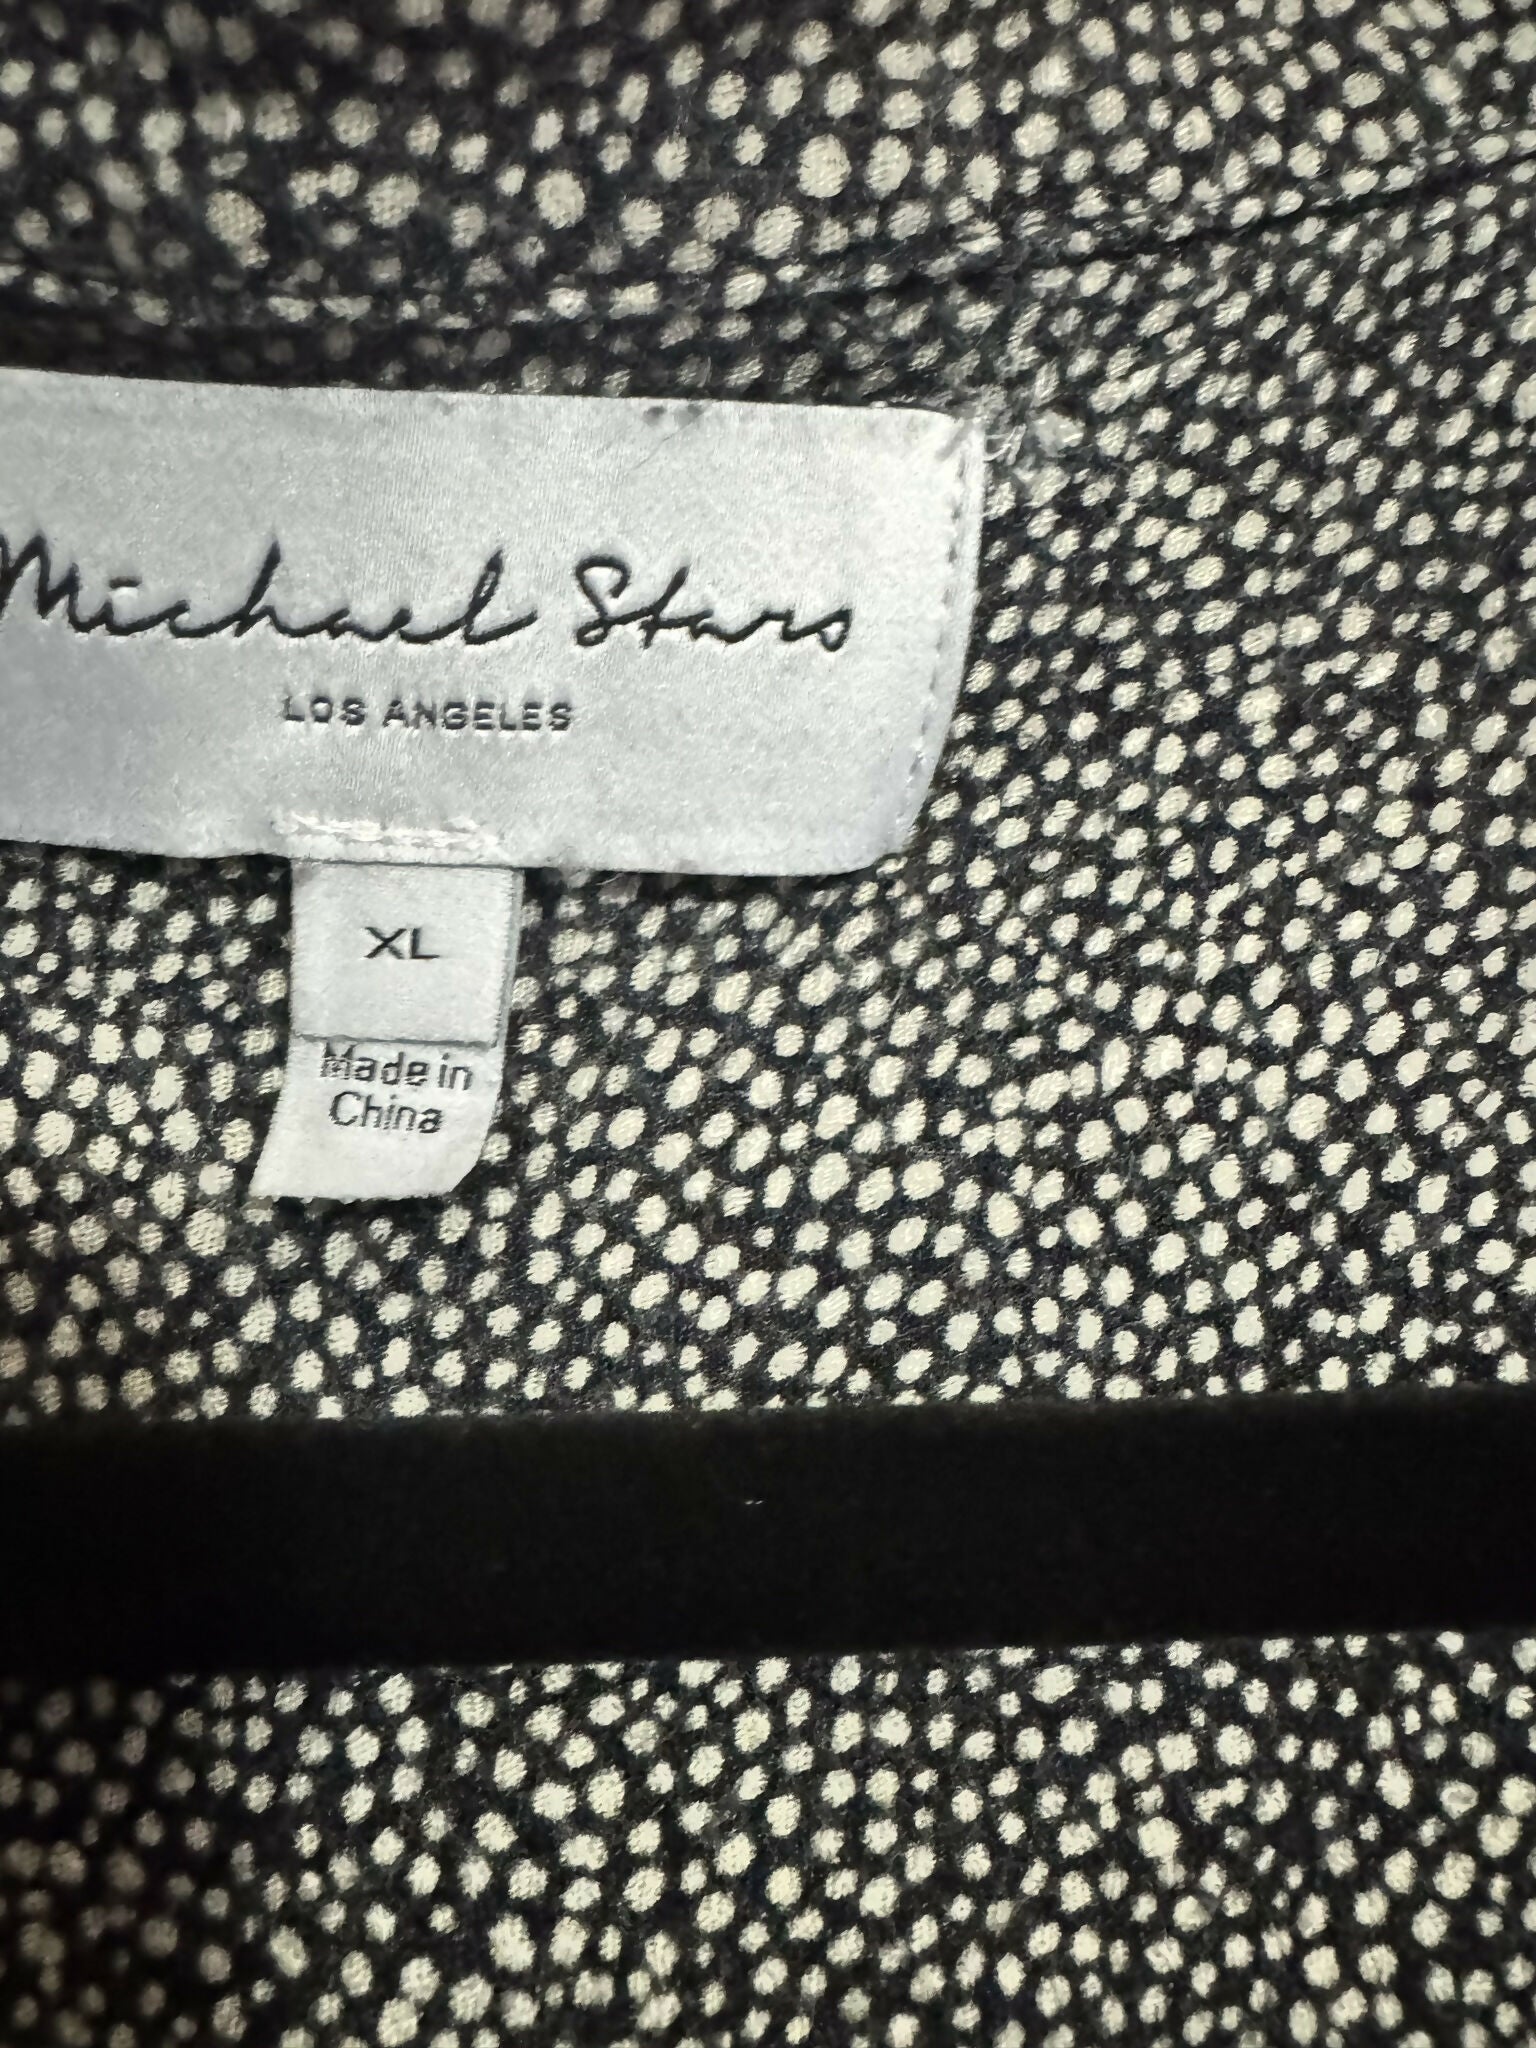 Michael Stars
LOS ANGELES
XL
Made in
China